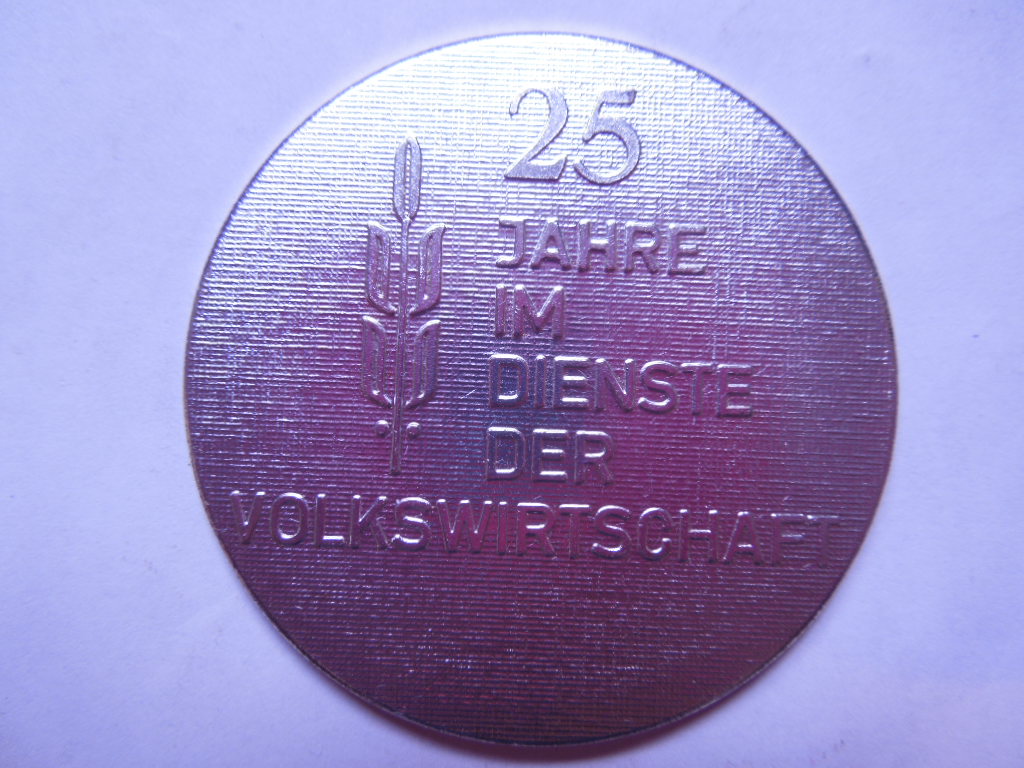 25
JAHRE
IM
DIENSTE
DER
VOLKSWIRTSCHAFT